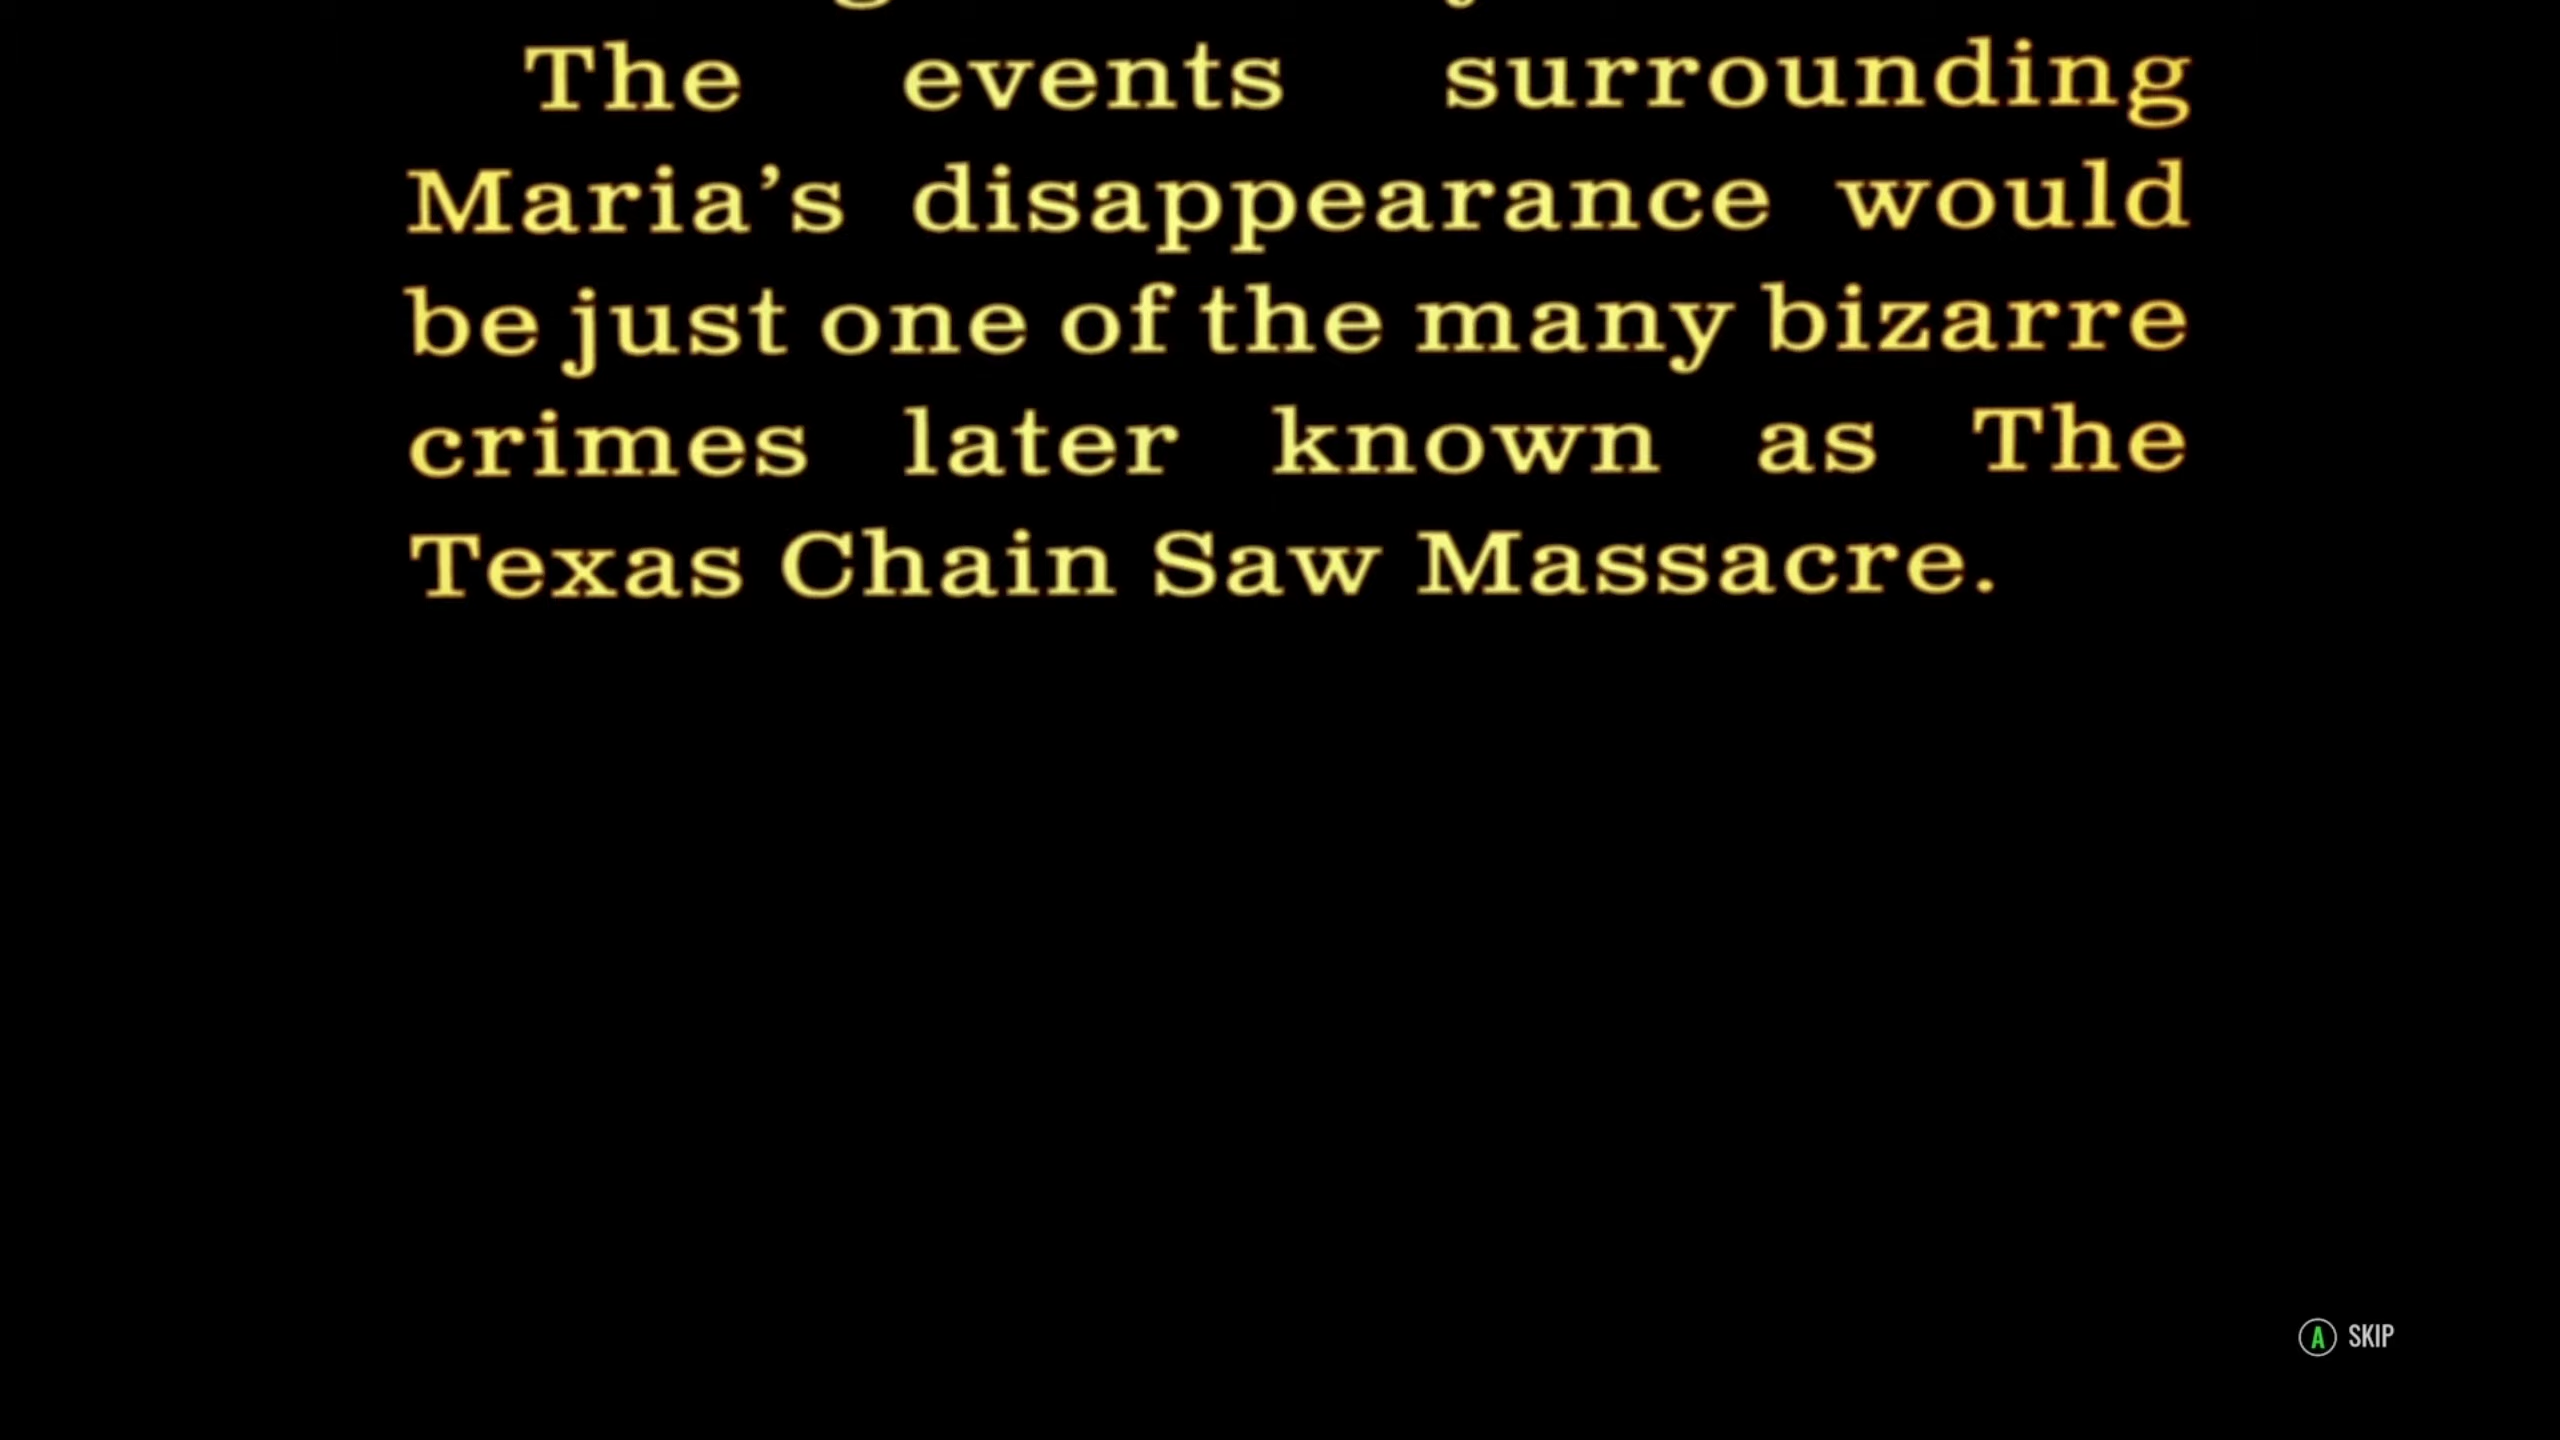 The events surrounding
Maria’s disappearance would
be just one of the many bizarre
crimes later known as The
Texas Chain Saw Massacre.
A SKIP